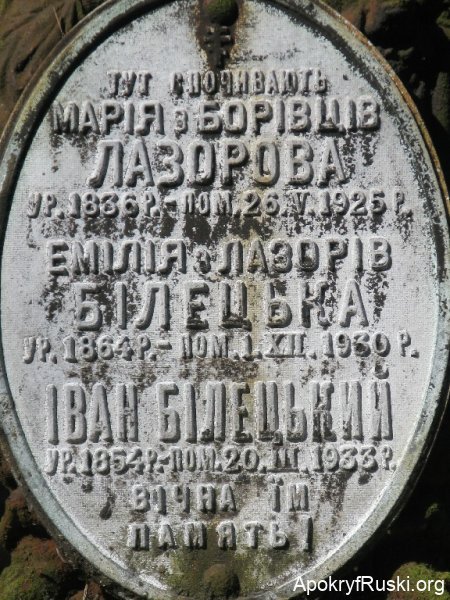 ТУТ СПОЧИВАЮТЬ
МАРІЯ з БОРІВЦІВ
ЛАЗОРОВА
УР. 1836 Р.-ПОМ. 26. V. 1925 Р.
ЕМІЛІЯ з ЛАЗОРІВ
БІЛЕЦЬКА
УР. 1864 Р.-ПОМ. 1. XII. 1930 Р.
ІВАН БІЛЕЦЬКИЙ
УР. 1854 Р.-ПОМ. 20. III. 1933 Р.
ВІЧНА ЇМ
ПАМЯТЬ!
ApokryfRuski.org